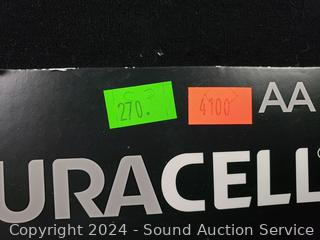 270.
4100
AA
URACELL
Copyright 2024 - Sound Auction Service